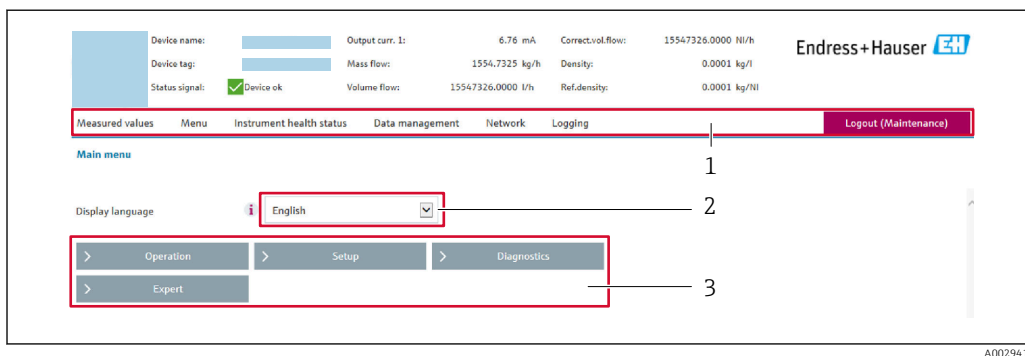 Device name: Output curr. 1: 6.76 mA Correct.vol.flow: 15547326.0000 Nl/h
Endress+Hauser EH
Device tag: Mass flow: 1554.7325 kg/h Density: 0.0001 kg/l
Status signal: Device ok Volume flow: 15547326.0000 l/h Ref.density: 0.0001 kg/Nl
Measured values Menu Instrument health status Data management Network Logging Logout (Maintenance)
1
Main menu
Display language i English 2
> Operation > Setup > Diagnostics
> Expert 3